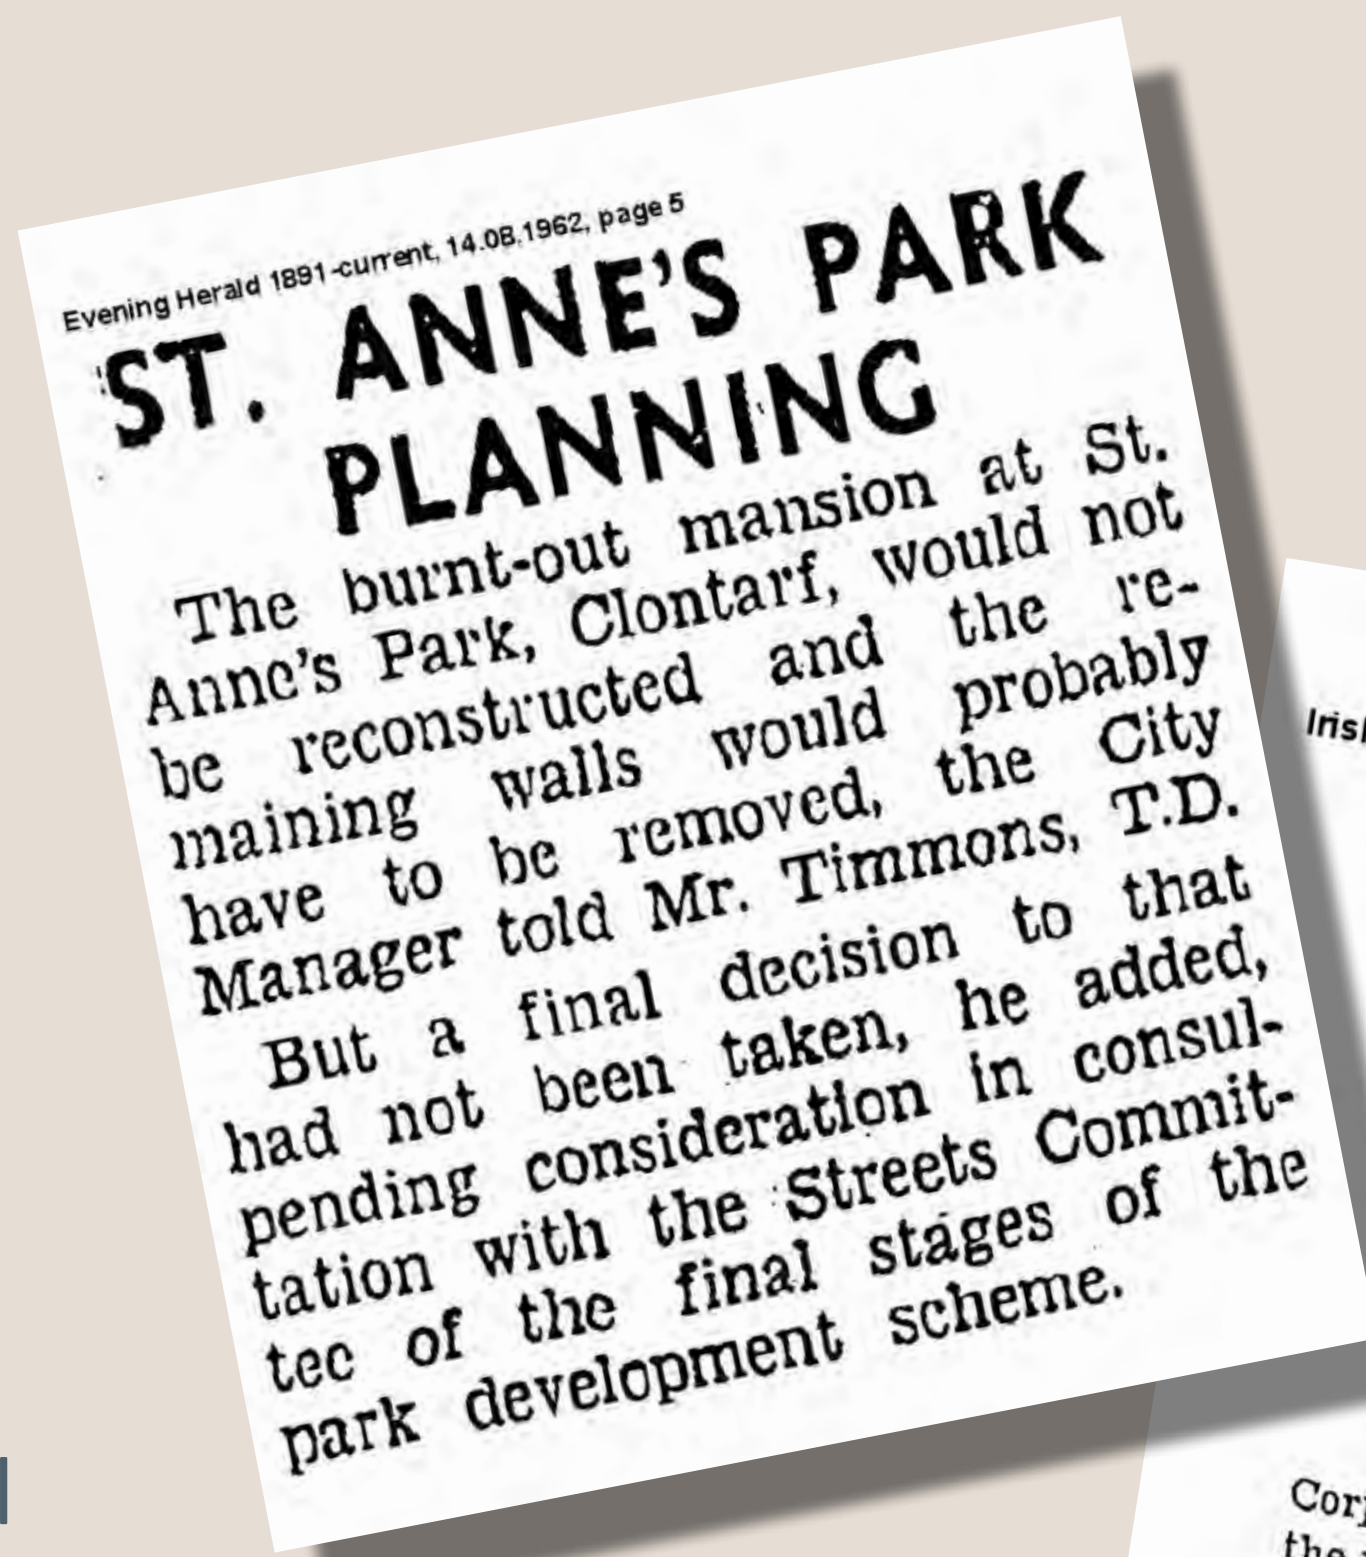 Evening Herald 1891-current, 14.08.1962, page 5
ST. ANNE'S PARK
PLANNING
The burnt-out mansion at St.
Anne's Park, Clontarf, would not
be reconstructed and the re-
maining walls would probably
have to be removed, the City
Manager told Mr. Timmons, T.D.
But a final decision to that
had not been taken, he added,
pending consideration in consul-
tation with the Streets Commit-
tee of the final stages of the
park development scheme.